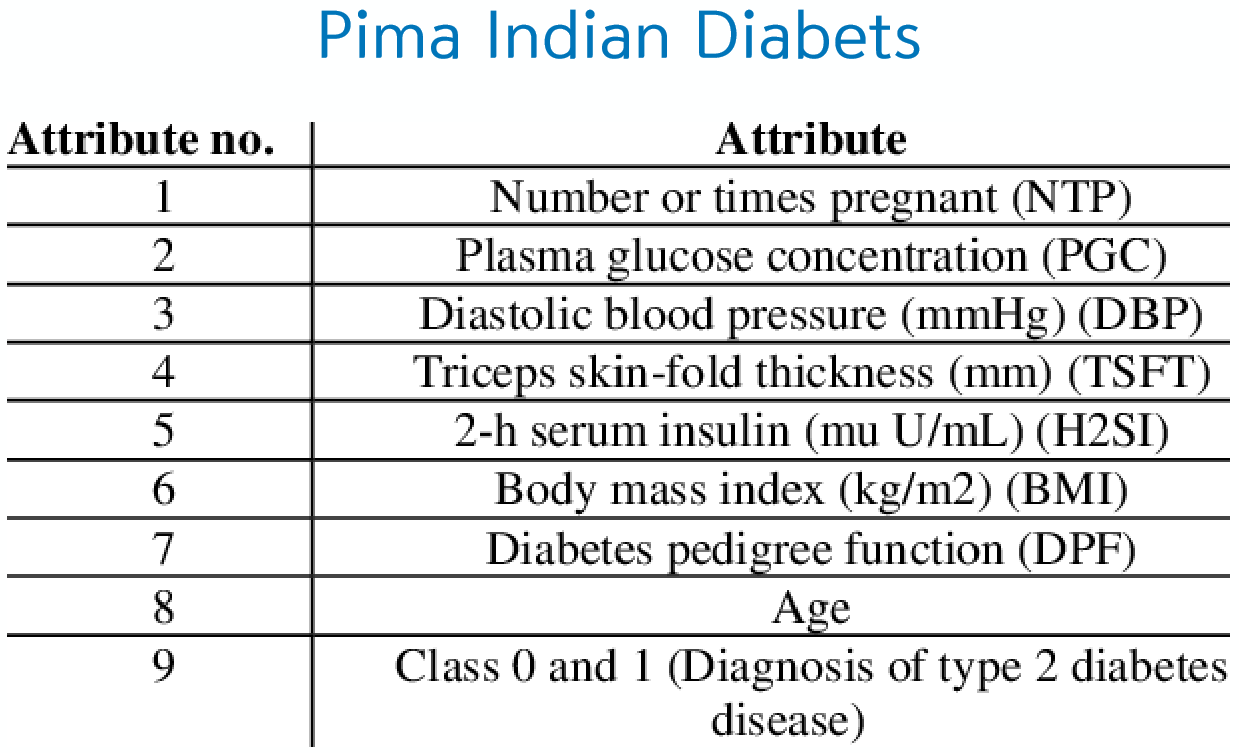 Pima Indian Diabets
Attribute no. Attribute
1 Number or times pregnant (NTP)
2 Plasma glucose concentration (PGC)
3 Diastolic blood pressure (mmHg) (DBP)
4 Triceps skin-fold thickness (mm) (TSFT)
5 2-h serum insulin (mu U/mL) (H2SI)
6 Body mass index (kg/m2) (BMI)
7 Diabetes pedigree function (DPF)
8 Age
9 Class 0 and 1 (Diagnosis of type 2 diabetes
disease)